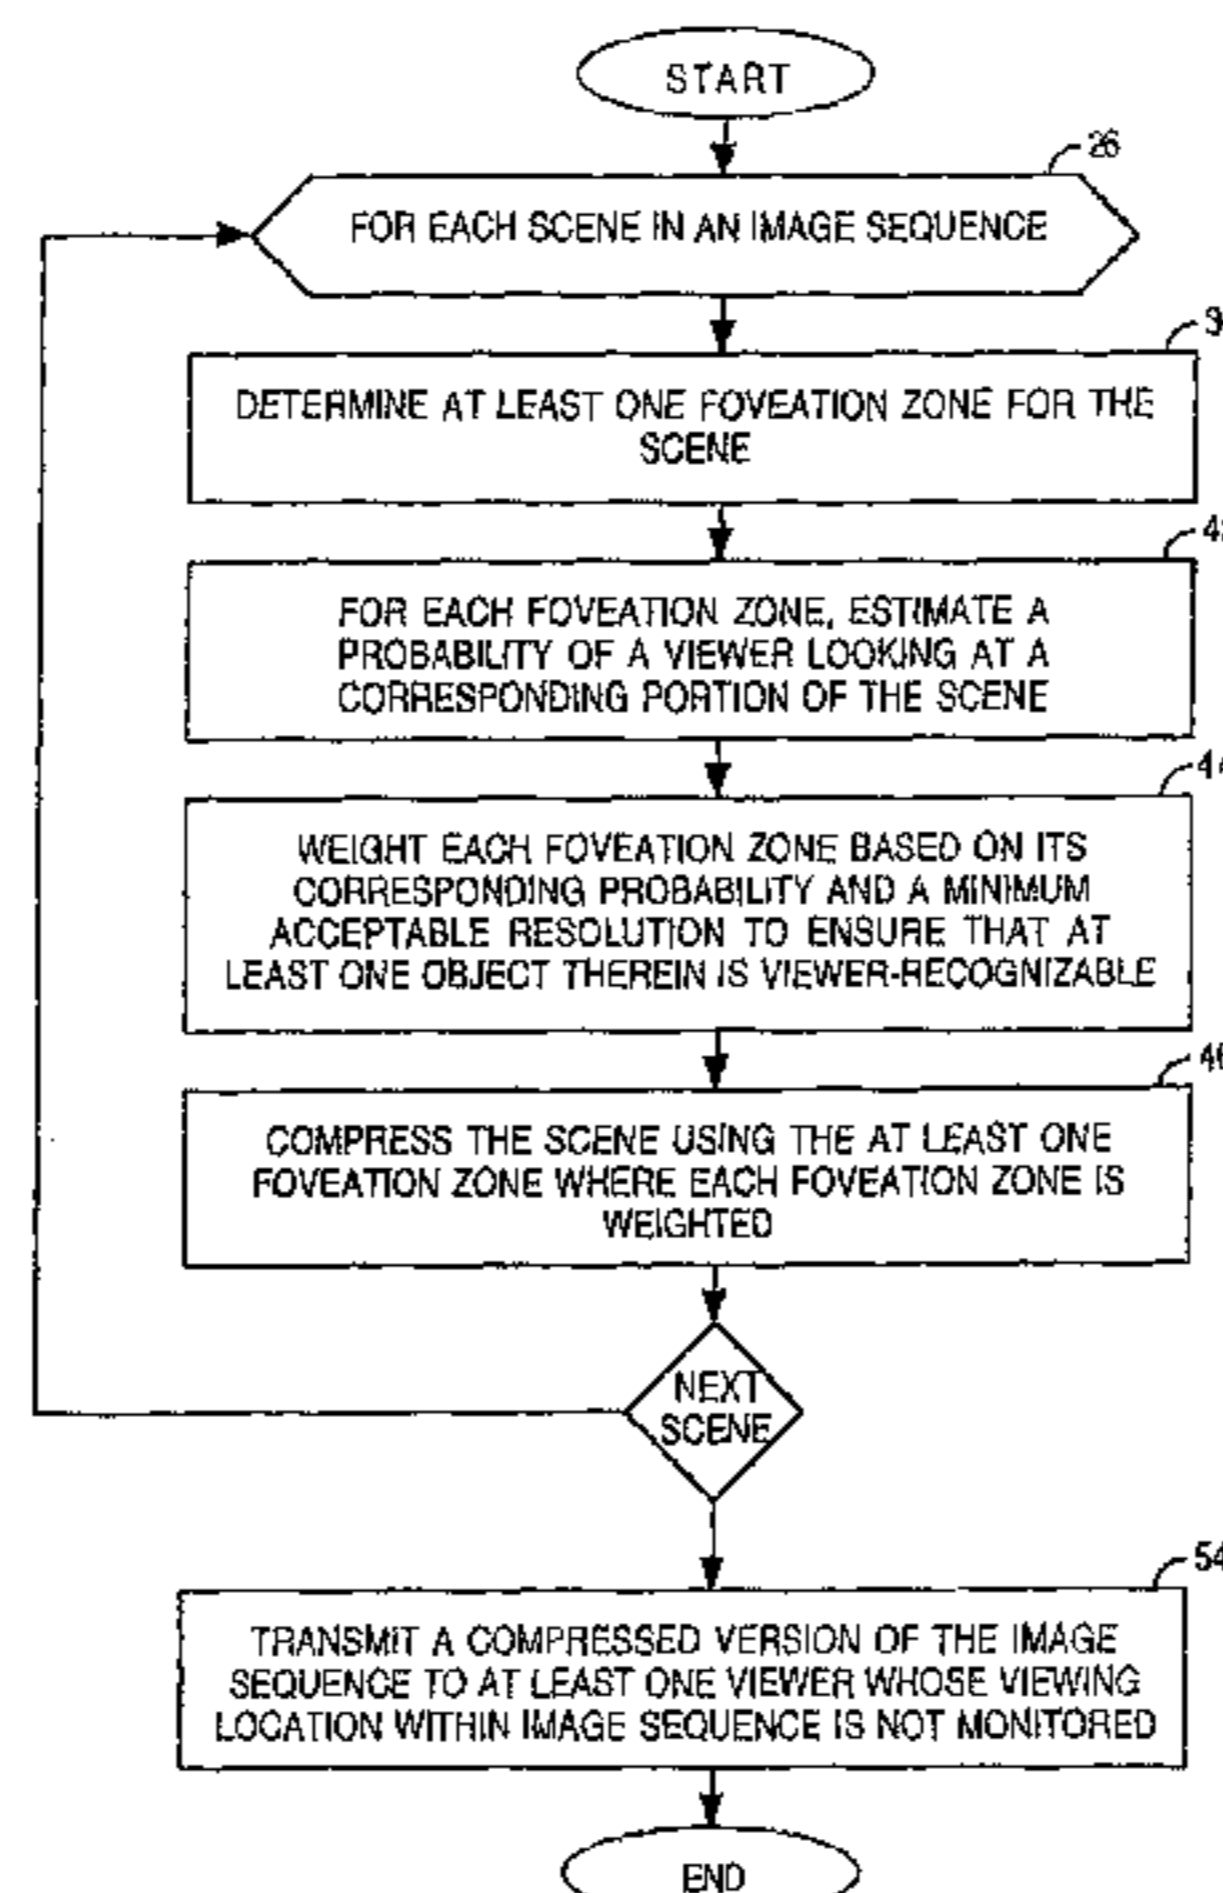 START
26
FOR EACH SCENE IN AN IMAGE SEQUENCE
DETERMINE AT LEAST ONE FOVEATION ZONE FOR THE
SCENE
FOR EACH FOVEATION ZONE, ESTIMATE A
PROBABILITY OF A VIEWER LOOKING AT A
CORRESPONDING PORTION OF THE SCENE
WEIGHT EACH FOVEATION ZONE BASED ON ITS
CORRESPONDING PROBABILITY AND A MINIMUM
ACCEPTABLE RESOLUTION TO ENSURE THAT AT
LEAST ONE OBJECT THEREIN IS VIEWER-RECOGNIZABLE
COMPRESS THE SCENE USING THE AT LEAST ONE
FOVEATION ZONE WHERE EACH FOVEATION ZONE IS
WEIGHTED
NEXT
SCENE
54
TRANSMIT A COMPRESSED VERSION OF THE IMAGE
SEQUENCE TO AT LEAST ONE VIEWER WHOSE VIEWING
LOCATION WITHIN IMAGE SEQUENCE IS NOT MONITORED
END